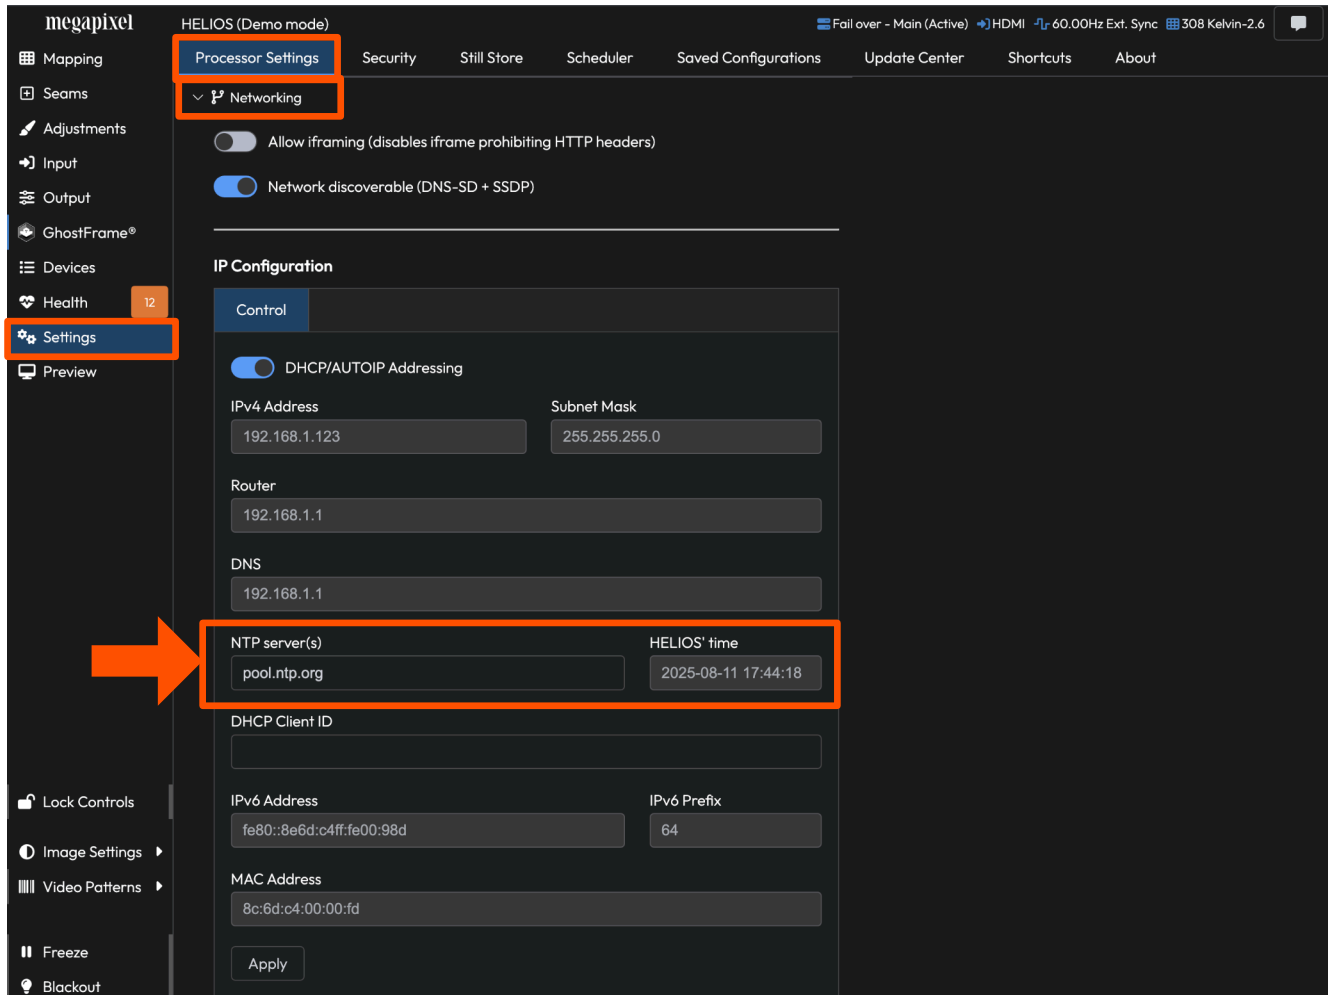 megapixel
HELIOS (Demo mode)
Fail over - Main (Active) HDMI 60.00Hz Ext. Sync 308 Kelvin-2.6
Mapping
Seams
Adjustments
Input
Output
GhostFrame®
Devices
Health 12
Settings
Preview
Lock Controls
Image Settings
Video Patterns
Freeze
Blackout
Processor Settings Security Still Store Scheduler Saved Configurations Update Center Shortcuts About
Networking
Allow iframing (disables iframe prohibiting HTTP headers)
Network discoverable (DNS-SD + SSDP)
IP Configuration
Control
DHCP/AUTOIP Addressing
IPv4 Address Subnet Mask
192.168.1.123 255.255.255.0
Router
192.168.1.1
DNS
192.168.1.1
NTP server(s) HELIOS' time
pool.ntp.org 2025-08-11 17:44:18
DHCP Client ID
IPv6 Address IPv6 Prefix
fe80::8e6d:c4ff:fe00:98d 64
MAC Address
8c:6d:c4:00:00:fd
Apply